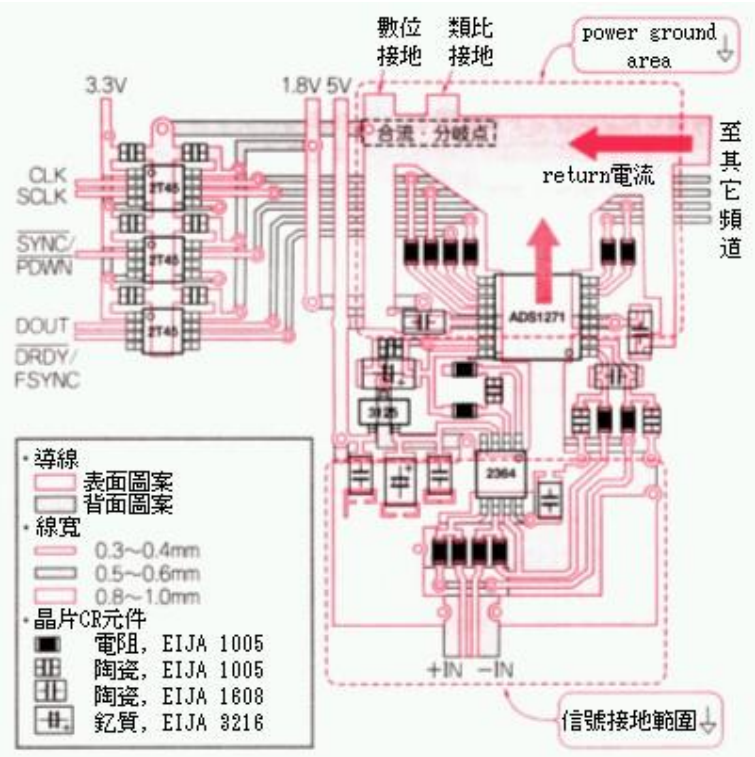 數位
接地
類比
接地
power ground
area
3.3V
1.8V 5V
合流・分岐点
至其它頻道
return電流
CLK
SCLK
2T45
SYNC/
PDWN
2T45
DOUT
2T45
DRDY/
FSYNC
ADS1271
3125
2364
・導線
表面圖案
背面圖案
・線寬
0.3～0.4mm
0.5～0.6mm
0.8～1.0mm
・晶片CR元件
電阻, EIJA 1005
陶瓷, EIJA 1005
陶瓷, EIJA 1608
釔質, EIJA 3216
+IN -IN
信號接地範圍